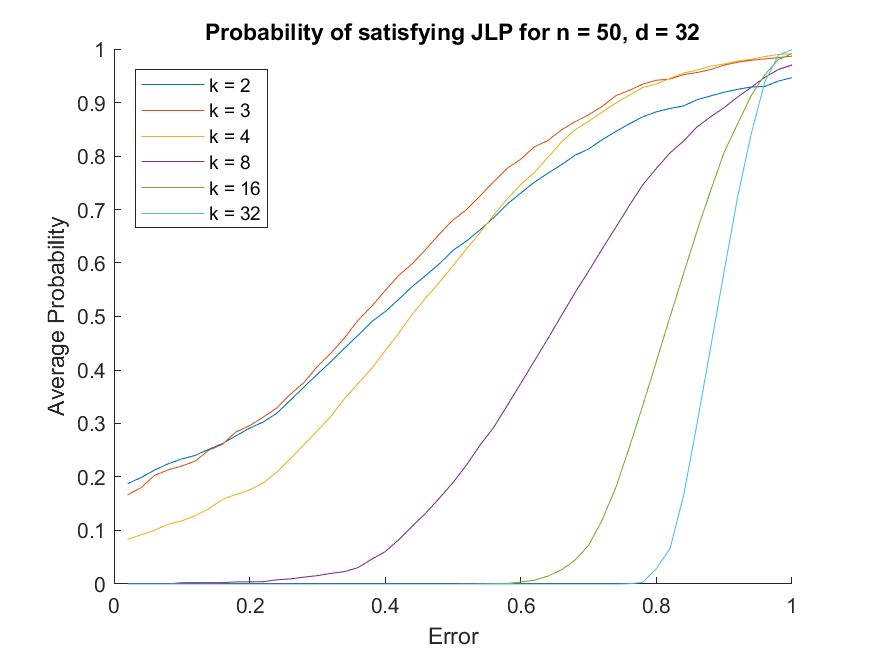 Probability of satisfying JLP for n = 50, d = 32
1
0.9
0.8
0.7
0.6
0.5
0.4
0.3
0.2
0.1
0
Average Probability
k = 2
k = 3
k = 4
k = 8
k = 16
k = 32
0 0.2 0.4 0.6 0.8 1
Error